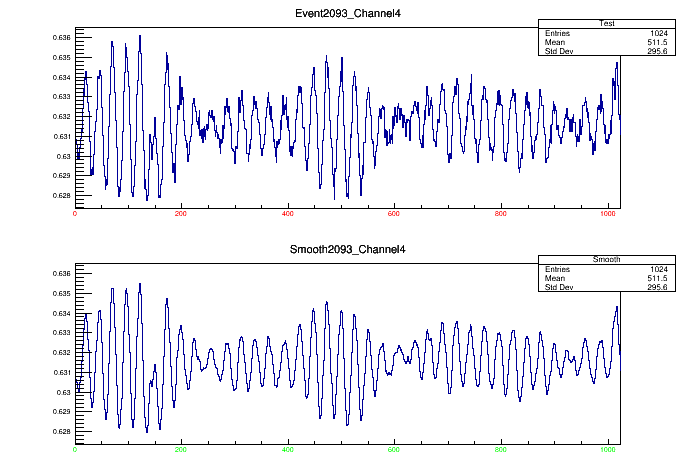 Event2093_Channel4
Test
Entries 1024
Mean 511.5
Std Dev 295.6
0.636
0.635
0.634
0.633
0.632
0.631
0.63
0.629
0.628
0 200 400 600 800 1000
Smooth2093_Channel4
Smooth
Entries 1024
Mean 511.5
Std Dev 295.6
0.636
0.635
0.634
0.633
0.632
0.631
0.63
0.629
0.628
0 200 400 600 800 1000